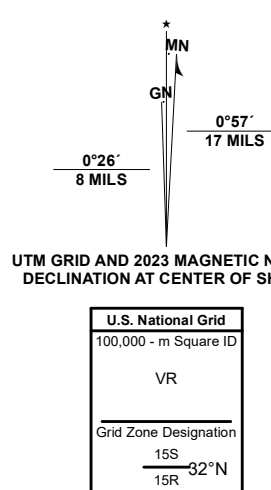 MN
GN
0°57´
17 MILS
0°26´
8 MILS
UTM GRID AND 2023 MAGNETIC
DECLINATION AT CENTER OF
U.S. National Grid
100,000 - m Square ID
VR
Grid Zone Designation
15S
32°N
15R